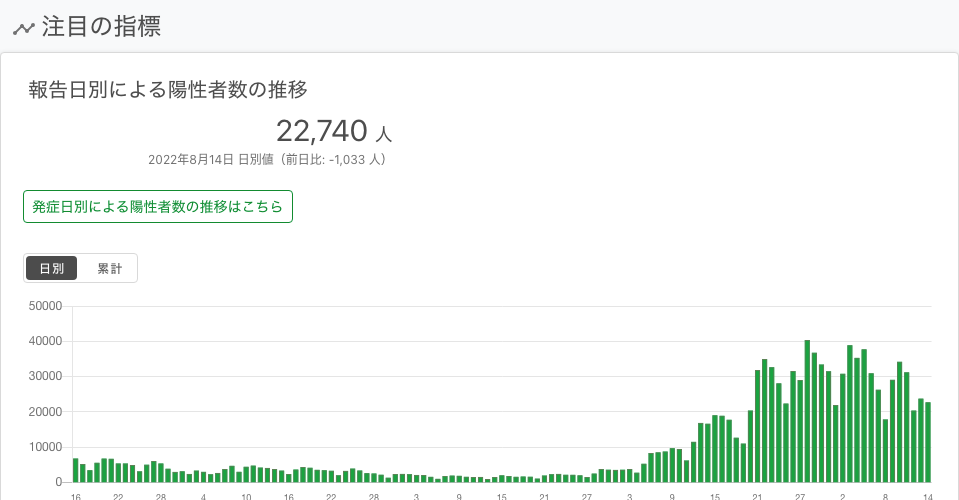 注目の指標
報告日別による陽性者数の推移
22,740 人
2022年8月14日 日別値（前日比: -1,033 人）
発症日別による陽性者数の推移はこちら
日別 累計
50000
40000
30000
20000
10000
0
16 22 28 4 10 16 22 28 3 9 15 21 27 3 9 15 21 27 2 8 14